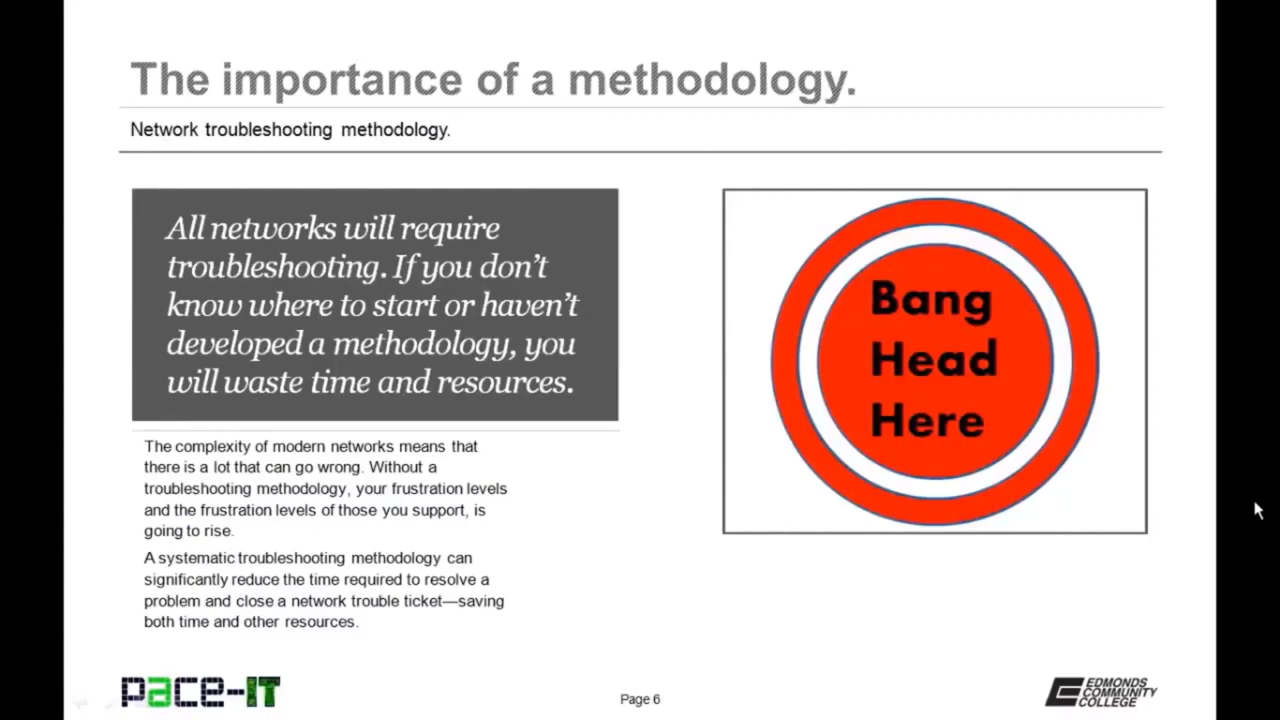 The importance of a methodology.
Network troubleshooting methodology.
All networks will require
troubleshooting. If you don't
know where to start or haven't
developed a methodology, you
will waste time and resources.
The complexity of modern networks means that
there is a lot that can go wrong. Without a
troubleshooting methodology, your frustration levels
and the frustration levels of those you support, is
going to rise.
A systematic troubleshooting methodology can
significantly reduce the time required to resolve a
problem and close a network trouble ticket—saving
both time and other resources.
Bang
Head
Here
pace-IT
Page 6
EDMONDS
COMMUNITY
COLLEGE